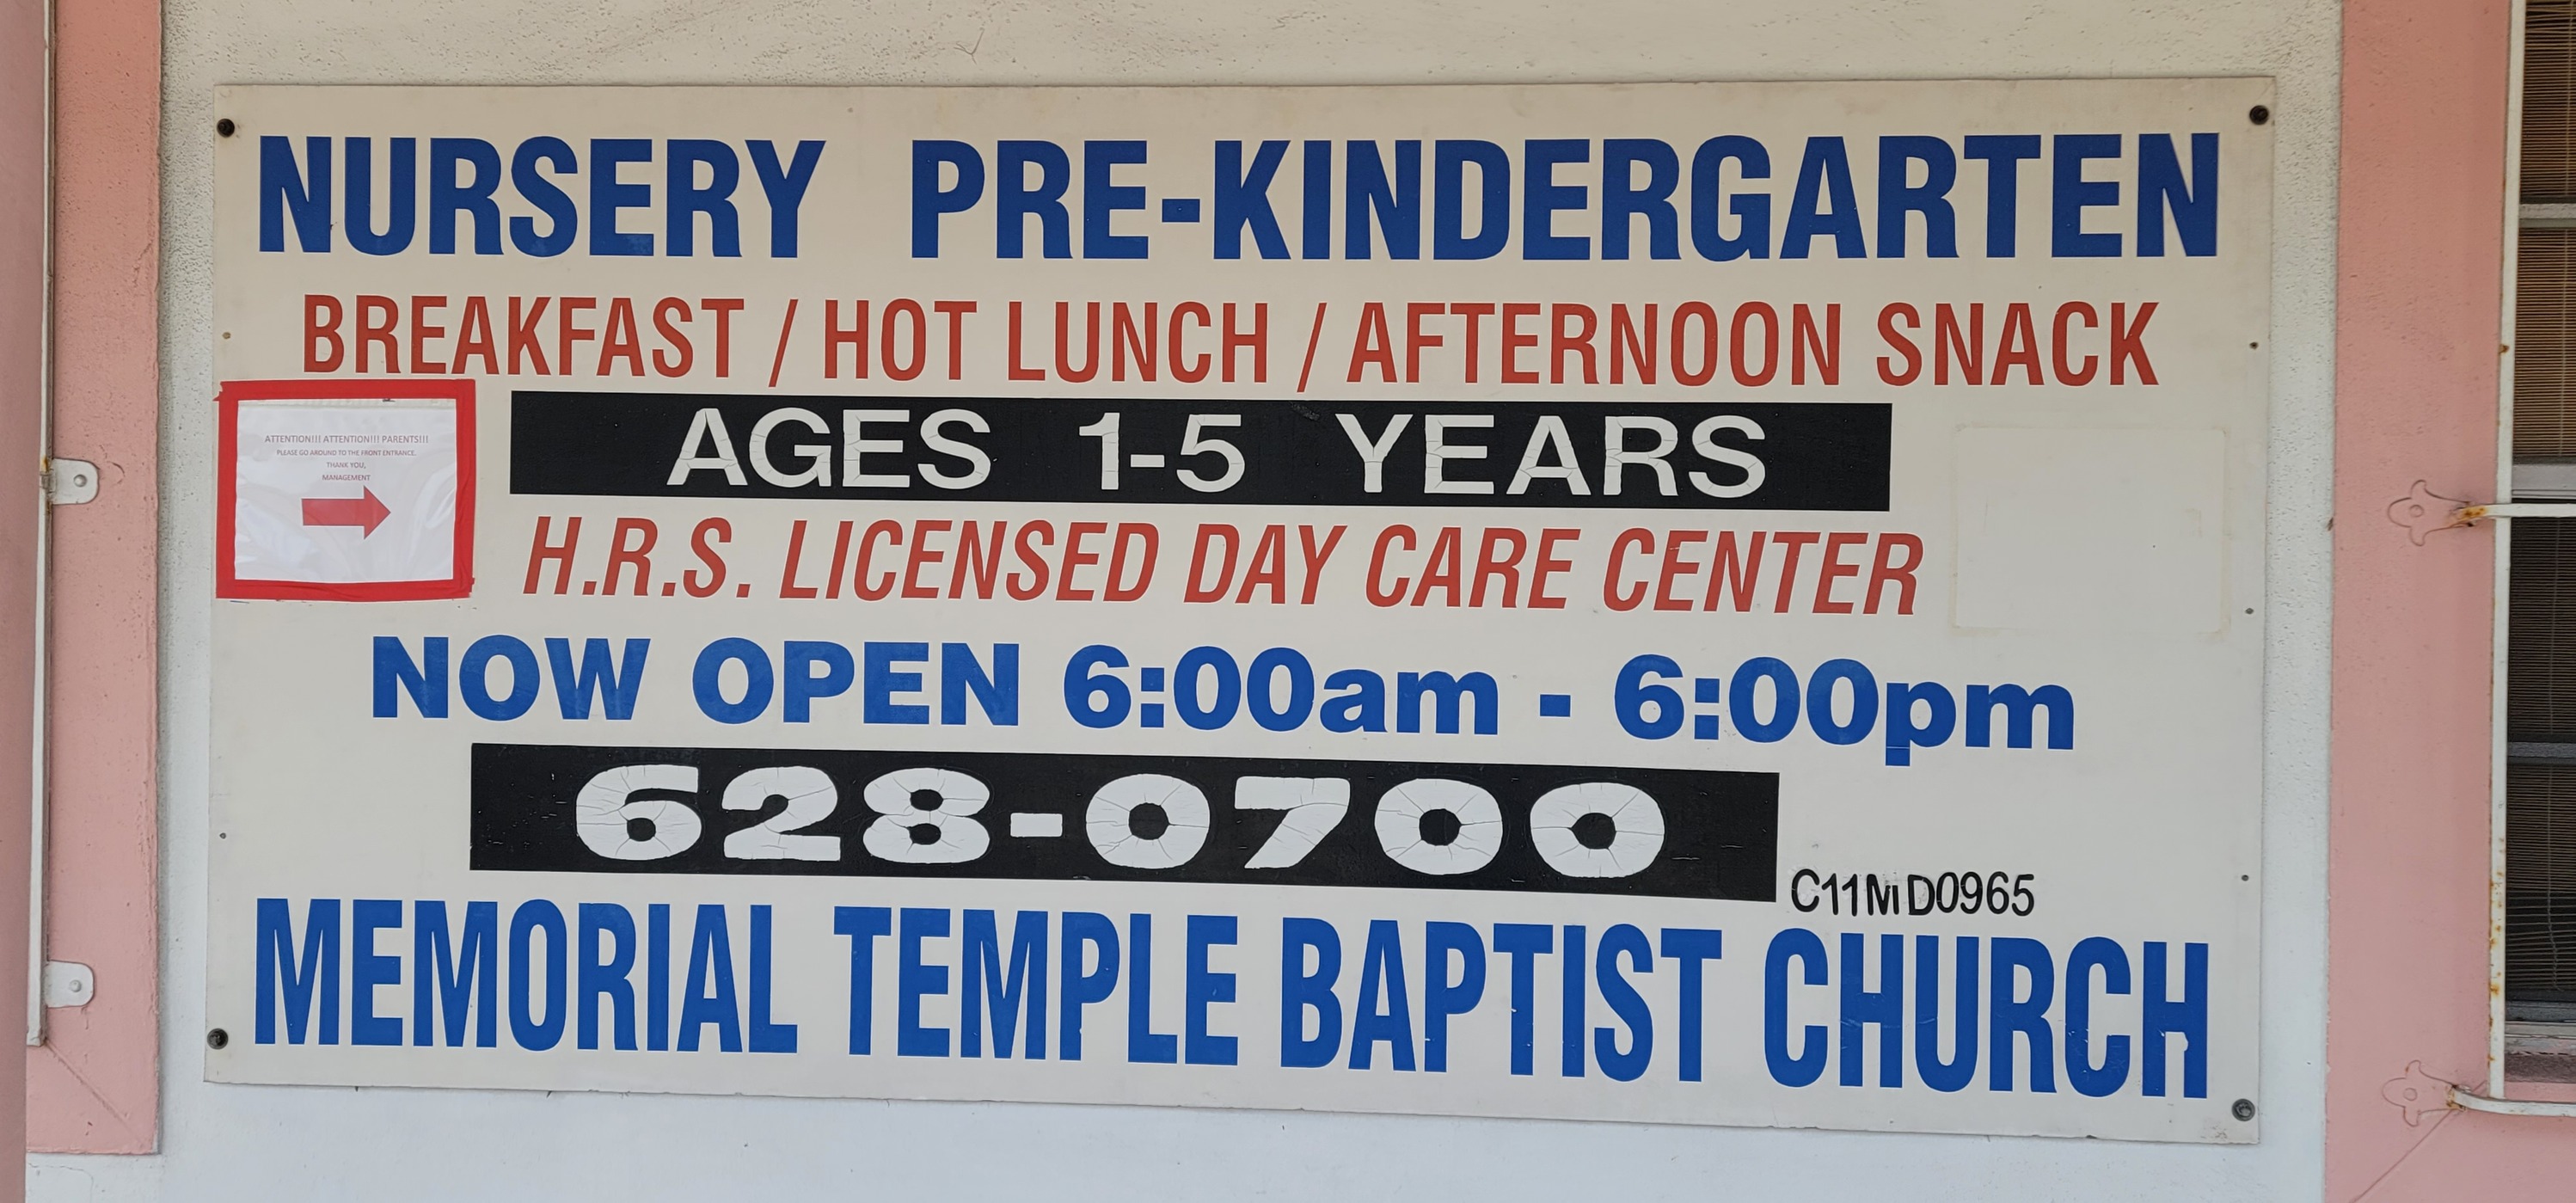 NURSERY PRE-KINDERGARTEN
BREAKFAST / HOT LUNCH / AFTERNOON SNACK
AGES 1-5 YEARS
ATTENTION!!! ATTENTION!!! PARENTS!!!
PLEASE GO AROUND TO THE FRONT ENTRANCE.
THANK YOU,
MANAGEMENT
H.R.S. LICENSED DAY CARE CENTER
NOW OPEN 6:00am - 6:00pm
628-0700
C11MD0965
MEMORIAL TEMPLE BAPTIST CHURCH